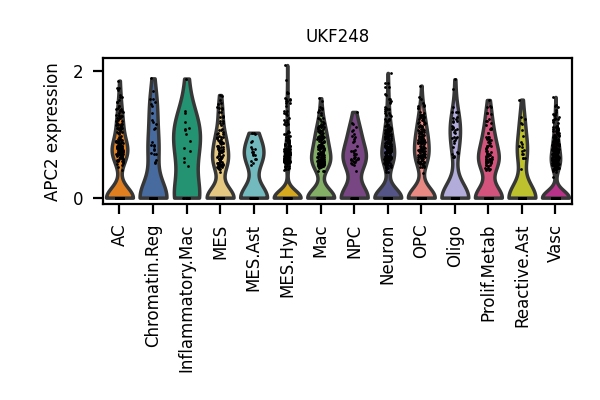 UKF248
APC2 expression
2
0
AC
Chromatin.Reg
Inflammatory.Mac
MES
MES.Ast
MES.Hyp
Mac
NPC
Neuron
OPC
Oligo
Prolif.Metab
Reactive.Ast
Vasc